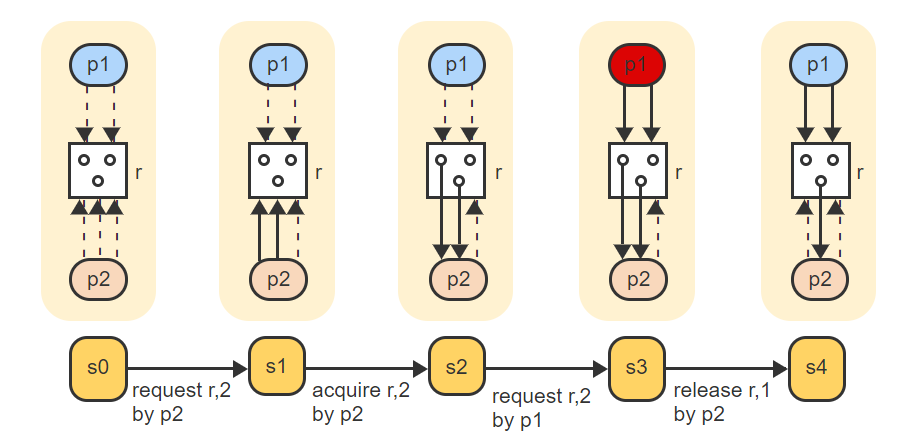 p1 p1 p1 p1 p1
r r r r r
p2 p2 p2 p2 p2
s0 s1 s2 s3 s4
request r,2
by p2
acquire r,2
by p2
request r,2
by p1
release r,1
by p2